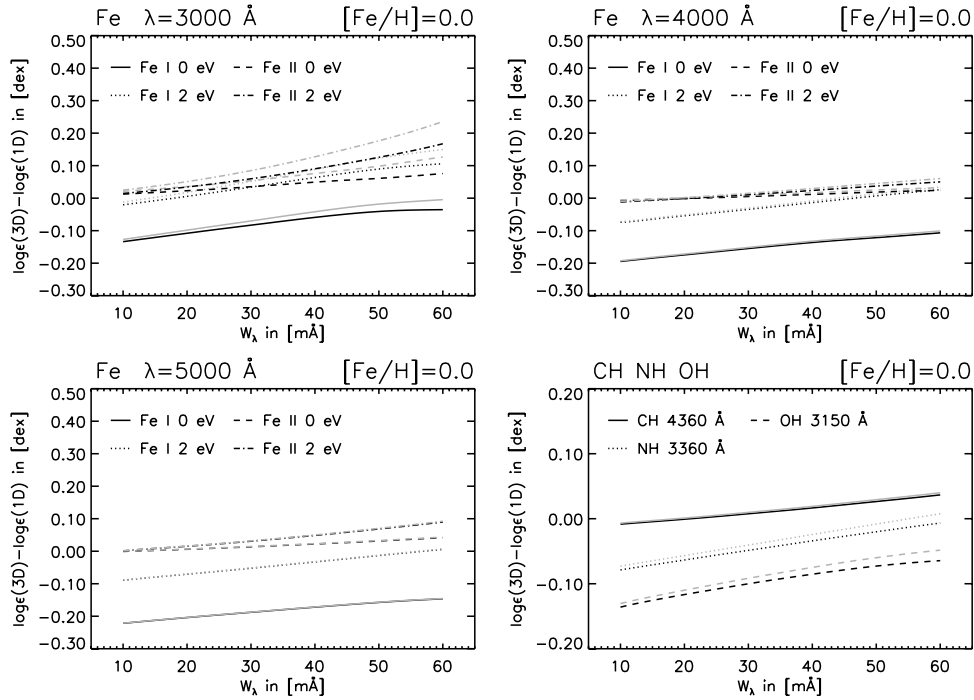 Fe λ=3000 Å [Fe/H]=0.0
0.50
0.40
0.30
0.20
0.10
0.00
−0.10
−0.20
−0.30
logϵ(3D)−logϵ(1D) in [dex]
Fe I 0 eV Fe II 0 eV
Fe I 2 eV Fe II 2 eV
10 20 30 40 50 60
Wλ in [mÅ]
Fe λ=4000 Å [Fe/H]=0.0
0.50
0.40
0.30
0.20
0.10
0.00
−0.10
−0.20
−0.30
logϵ(3D)−logϵ(1D) in [dex]
Fe I 0 eV Fe II 0 eV
Fe I 2 eV Fe II 2 eV
10 20 30 40 50 60
Wλ in [mÅ]
Fe λ=5000 Å [Fe/H]=0.0
0.50
0.40
0.30
0.20
0.10
0.00
−0.10
−0.20
−0.30
logϵ(3D)−logϵ(1D) in [dex]
Fe I 0 eV Fe II 0 eV
Fe I 2 eV Fe II 2 eV
10 20 30 40 50 60
Wλ in [mÅ]
CH NH OH [Fe/H]=0.0
0.20
0.10
0.00
−0.10
−0.20
logϵ(3D)−logϵ(1D) in [dex]
CH 4360 Å OH 3150 Å
NH 3360 Å
10 20 30 40 50 60
Wλ in [mÅ]